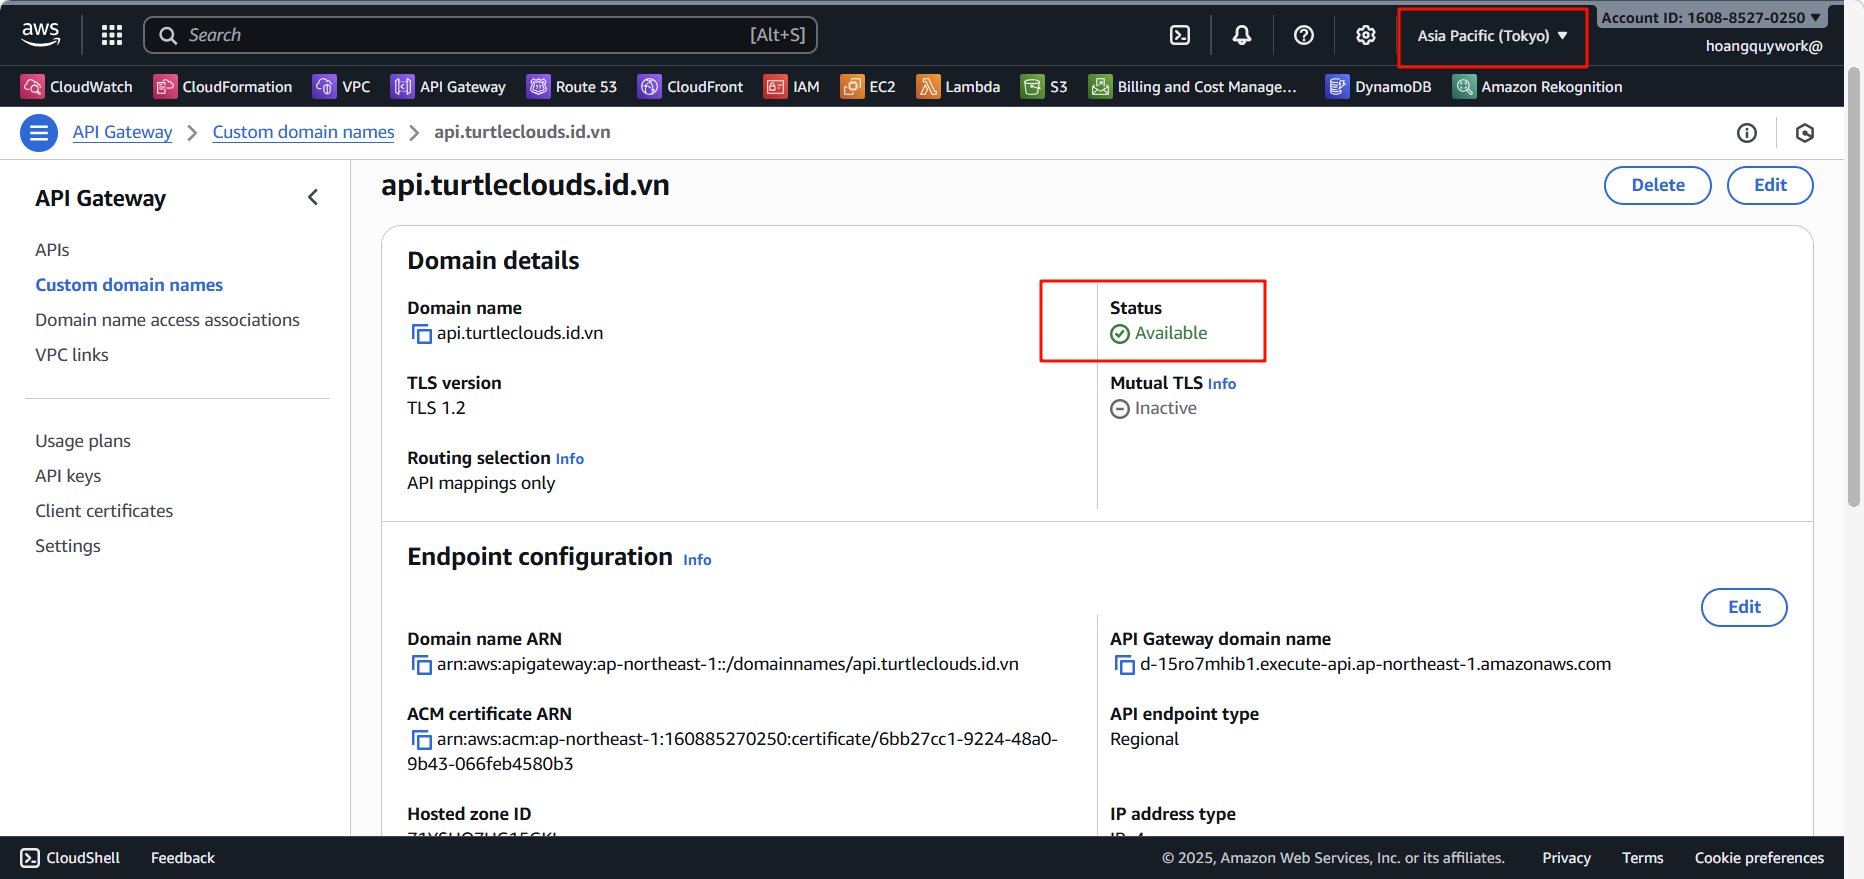 aws
Search
[Alt+S]
Asia Pacific (Tokyo) ▼
Account ID: 1608-8527-0250 ▼
hoangquywork@
CloudWatch
CloudFormation
VPC
API Gateway
Route 53
CloudFront
IAM
EC2
Lambda
S3
Billing and Cost Manage...
DynamoDB
Amazon Rekognition
API Gateway > Custom domain names > api.turtleclouds.id.vn
API Gateway
APIs
Custom domain names
Domain name access associations
VPC links
Usage plans
API keys
Client certificates
Settings
api.turtleclouds.id.vn
Delete
Edit
Domain details
Domain name
api.turtleclouds.id.vn
Status
Available
TLS version
TLS 1.2
Mutual TLS Info
Inactive
Routing selection Info
API mappings only
Endpoint configuration Info
Edit
Domain name ARN
arn:aws:apigateway:ap-northeast-1::/domainnames/api.turtleclouds.id.vn
API Gateway domain name
d-15ro7mhib1.execute-api.ap-northeast-1.amazonaws.com
ACM certificate ARN
arn:aws:acm:ap-northeast-1:160885270250:certificate/6bb27cc1-9224-48a0-
9b43-066feb4580b3
API endpoint type
Regional
Hosted zone ID
IP address type
CloudShell
Feedback
© 2025, Amazon Web Services, Inc. or its affiliates.
Privacy
Terms
Cookie preferences